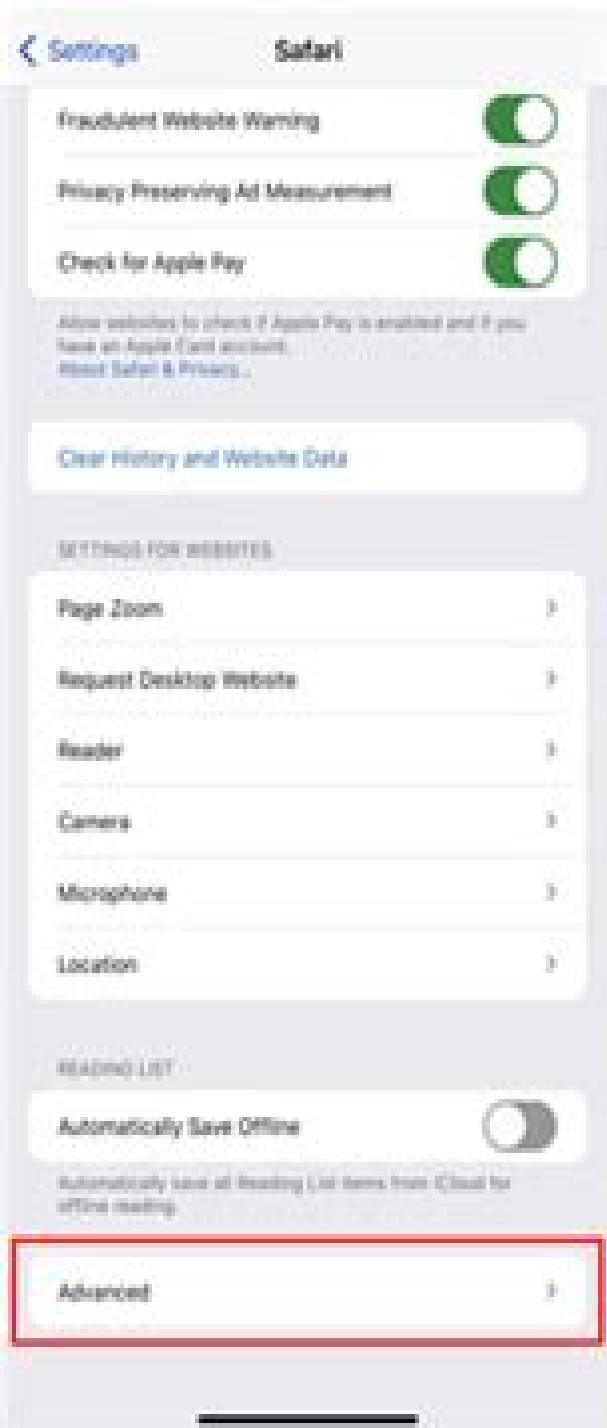 Settings
Safari
Fraudulent Website Warning
Privacy Preserving Ad Measurement
Check for Apple Pay
Allow websites to check if Apple Pay is enabled and if you
have an Apple Card account.
About Safari & Privacy...
Clear History and Website Data
SETTINGS FOR WEBSITES
Page Zoom
Request Desktop Website
Reader
Camera
Microphone
Location
READING LIST
Automatically Save Offline
Automatically save all Reading List items from iCloud for
offline reading.
Advanced